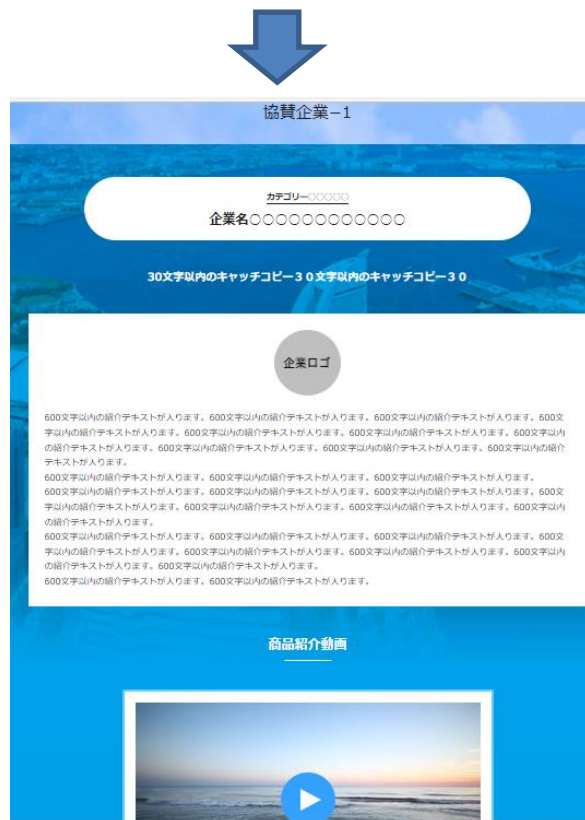 協賛企業−1
カテゴリー○○○○○
企業名○○○○○○○○○○○○
30文字以内のキャッチコピー３０文字以内のキャッチコピー３０
企業ロゴ
600文字以内の紹介テキストが入ります。600文字以内の紹介テキストが入ります。600文字以内の紹介テキストが入ります。600文
字以内の紹介テキストが入ります。600文字以内の紹介テキストが入ります。600文字以内の紹介テキストが入ります。600文字以内
の紹介テキストが入ります。600文字以内の紹介テキストが入ります。600文字以内の紹介テキストが入ります。600文字以内の紹介
テキストが入ります。
600文字以内の紹介テキストが入ります。600文字以内の紹介テキストが入ります。600文字以内の紹介テキストが入ります。
600文字以内の紹介テキストが入ります。600文字以内の紹介テキストが入ります。600文字以内の紹介テキストが入ります。600文
字以内の紹介テキストが入ります。600文字以内の紹介テキストが入ります。600文字以内の紹介テキストが入ります。600文字以内
の紹介テキストが入ります。
600文字以内の紹介テキストが入ります。600文字以内の紹介テキストが入ります。600文字以内の紹介テキストが入ります。600文
字以内の紹介テキストが入ります。600文字以内の紹介テキストが入ります。600文字以内の紹介テキストが入ります。600文字以内
の紹介テキストが入ります。600文字以内の紹介テキストが入ります。
600文字以内の紹介テキストが入ります。600文字以内の紹介テキストが入ります。
商品紹介動画